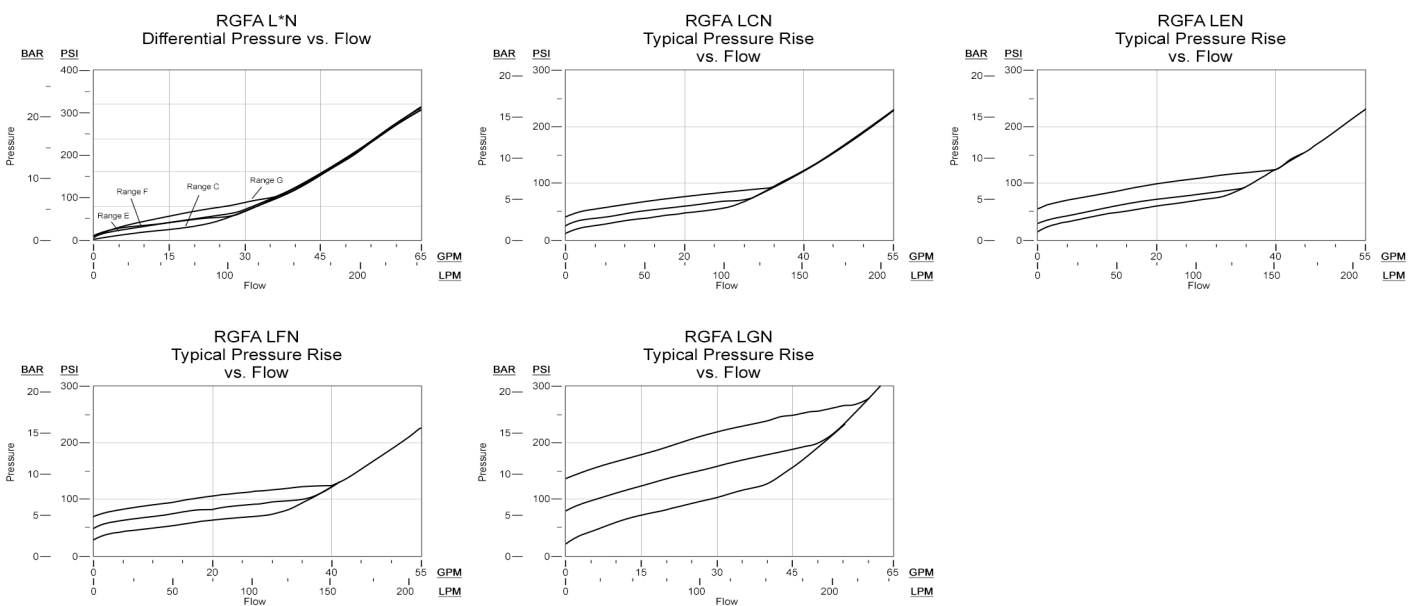 RGFA L*N
Differential Pressure vs. Flow
BAR PSI
400
300
200
100
0
20
10
0
Pressure
Range E
Range F
Range C
Range G
0 15 30 45 65 GPM
0 100 200 LPM
Flow
RGFA LCN
Typical Pressure Rise
vs. Flow
BAR PSI
300
200
100
0
20
15
10
5
0
Pressure
0 20 40 55 GPM
0 50 100 150 200 LPM
Flow
RGFA LEN
Typical Pressure Rise
vs. Flow
BAR PSI
300
200
100
0
20
15
10
5
0
Pressure
0 20 40 55 GPM
0 50 100 150 200 LPM
Flow
RGFA LFN
Typical Pressure Rise
vs. Flow
BAR PSI
300
200
100
0
20
15
10
5
0
Pressure
0 20 40 55 GPM
0 50 100 150 200 LPM
Flow
RGFA LGN
Typical Pressure Rise
vs. Flow
BAR PSI
300
200
100
0
20
15
10
5
0
Pressure
0 15 30 45 65 GPM
0 100 200 LPM
Flow